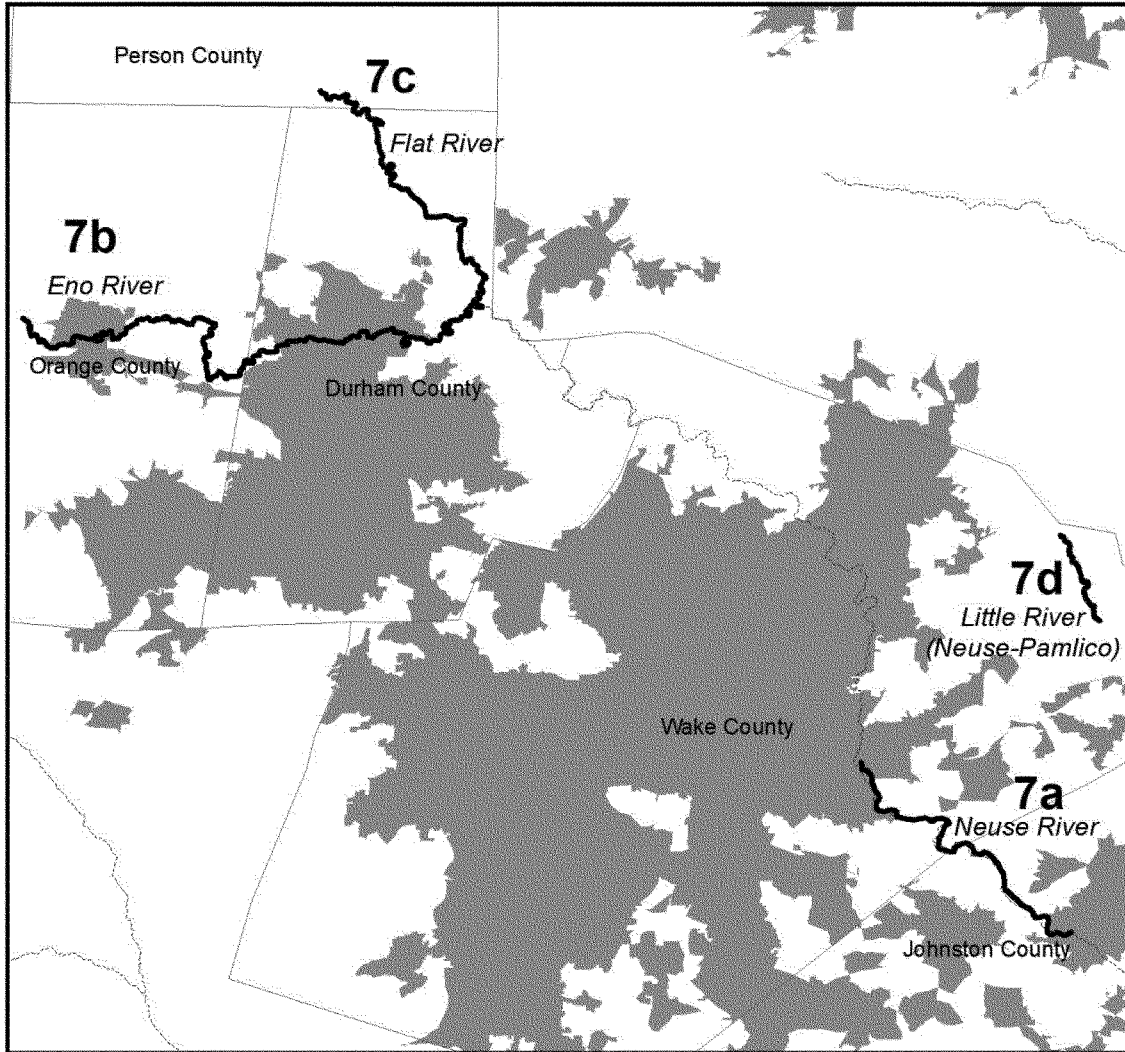 Person County
7c
Flat River
7b
Eno River
Orange County
Durham County
7d
Little River
(Neuse-Pamlico)
Wake County
7a
Neuse River
Johnston County